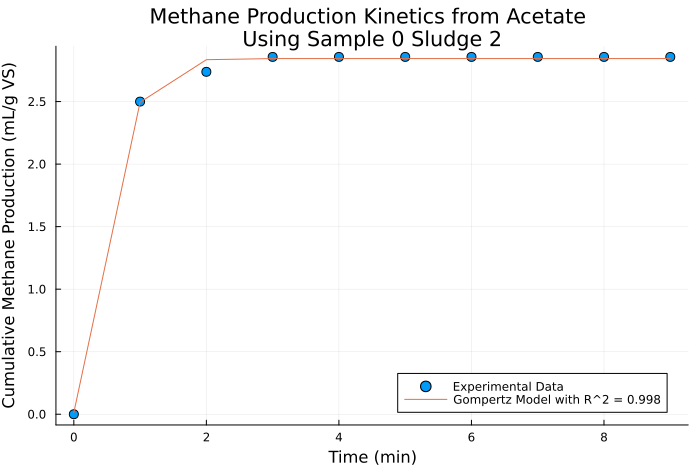 Methane Production Kinetics from Acetate
Using Sample 0 Sludge 2
Cumulative Methane Production (mL/g VS)
2.5
2.0
1.5
1.0
0.5
0.0
0
2
4
6
8
Time (min)
Experimental Data
Gompertz Model with R^2 = 0.998